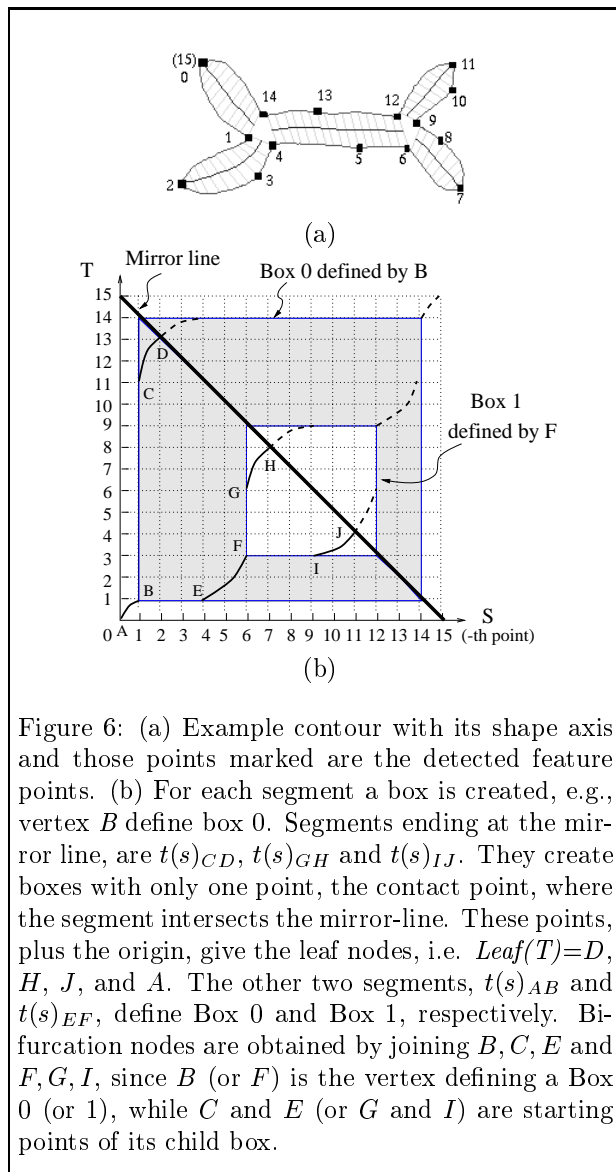 (15)
0
11
14
13
12
10
9
1
4
8
5
6
2
3
7
(a)
T
Mirror line
Box 0 defined by B
15
14
13
D
12
11
C
10
Box 1
9
defined by F
8
H
7
G
6
5
4
J
F
3
I
2
B
E
1
A
S
0 1 2 3 4 5 6 7 8 9 10 11 12 13 14 15 (-th point)
(b)
Figure 6: (a) Example contour with its shape axis
and those points marked are the detected feature
points. (b) For each segment a box is created, e.g.,
vertex B define box 0. Segments ending at the mir-
ror line, are t(s)CD, t(s)GH and t(s)IJ. They create
boxes with only one point, the contact point, where
the segment intersects the mirror-line. These points,
plus the origin, give the leaf nodes, i.e. Leaf(T)=D,
H, J, and A. The other two segments, t(s)AB and
t(s)EF, define Box 0 and Box 1, respectively. Bi-
furcation nodes are obtained by joining B, C, E and
F, G, I, since B (or F) is the vertex defining a Box
0 (or 1), while C and E (or G and I) are starting
points of its child box.